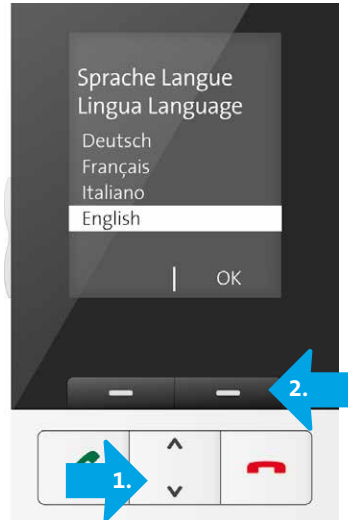 Sprache Langue
Lingua Language
Deutsch
Français
Italiano
English
OK
2.
1.